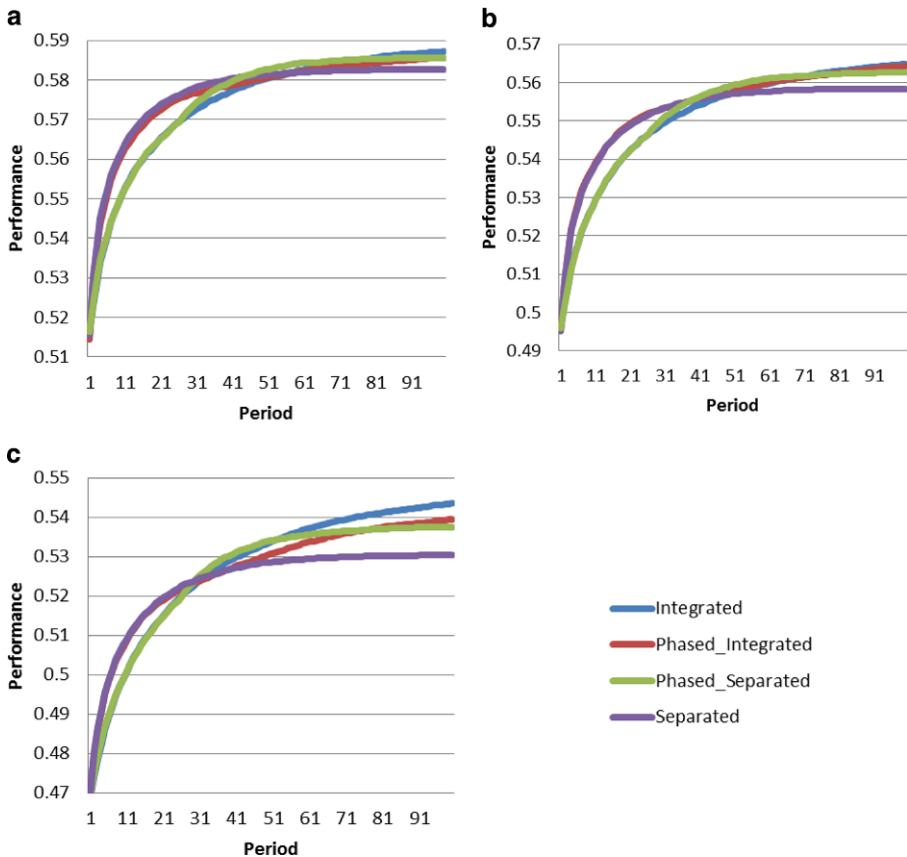 a
0.59
0.58
0.57
0.56
0.55
0.54
0.53
0.52
0.51
Performance
1 11 21 31 41 51 61 71 81 91
Period
b
0.57
0.56
0.55
0.54
0.53
0.52
0.51
0.5
0.49
Performance
1 11 21 31 41 51 61 71 81 91
Period
c
0.55
0.54
0.53
0.52
0.51
0.5
0.49
0.48
0.47
Performance
1 11 21 31 41 51 61 71 81 91
Period
Integrated
Phased_Integrated
Phased_Separated
Separated